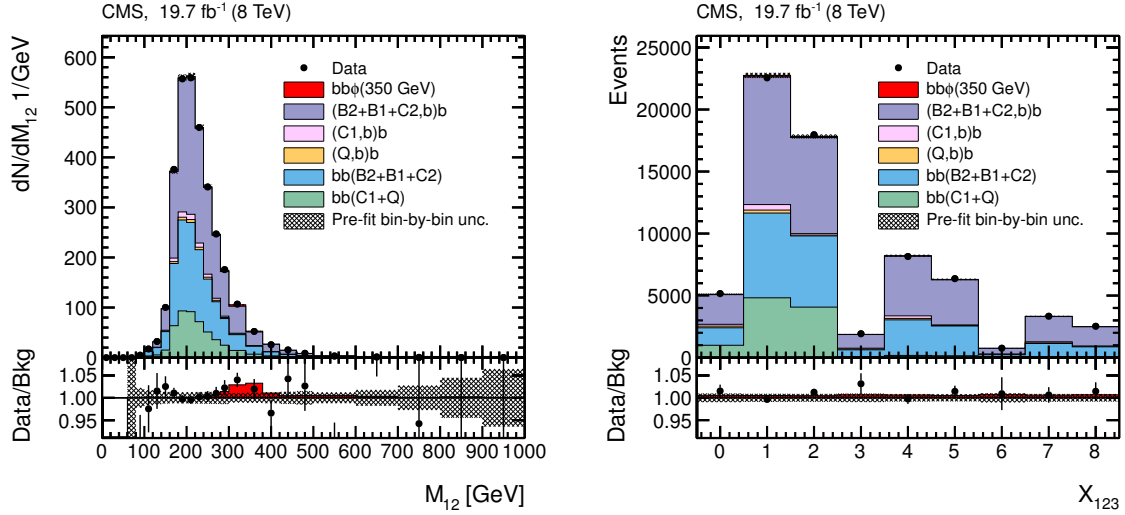 CMS, 19.7 fb⁻¹ (8 TeV)
dN/dM₁₂ 1/GeV
600
500
400
300
200
100
0
Data
bbϕ(350 GeV)
(B2+B1+C2,b)b
(C1,b)b
(Q,b)b
bb(B2+B1+C2)
bb(C1+Q)
Pre-fit bin-by-bin unc.
Data/Bkg
1.05
1.00
0.95
0 100 200 300 400 500 600 700 800 900 1000
M₁₂ [GeV]
CMS, 19.7 fb⁻¹ (8 TeV)
Events
25000
20000
15000
10000
5000
0
Data
bbϕ(350 GeV)
(B2+B1+C2,b)b
(C1,b)b
(Q,b)b
bb(B2+B1+C2)
bb(C1+Q)
Pre-fit bin-by-bin unc.
Data/Bkg
1.05
1.00
0.95
0 1 2 3 4 5 6 7 8
X₁₂₃